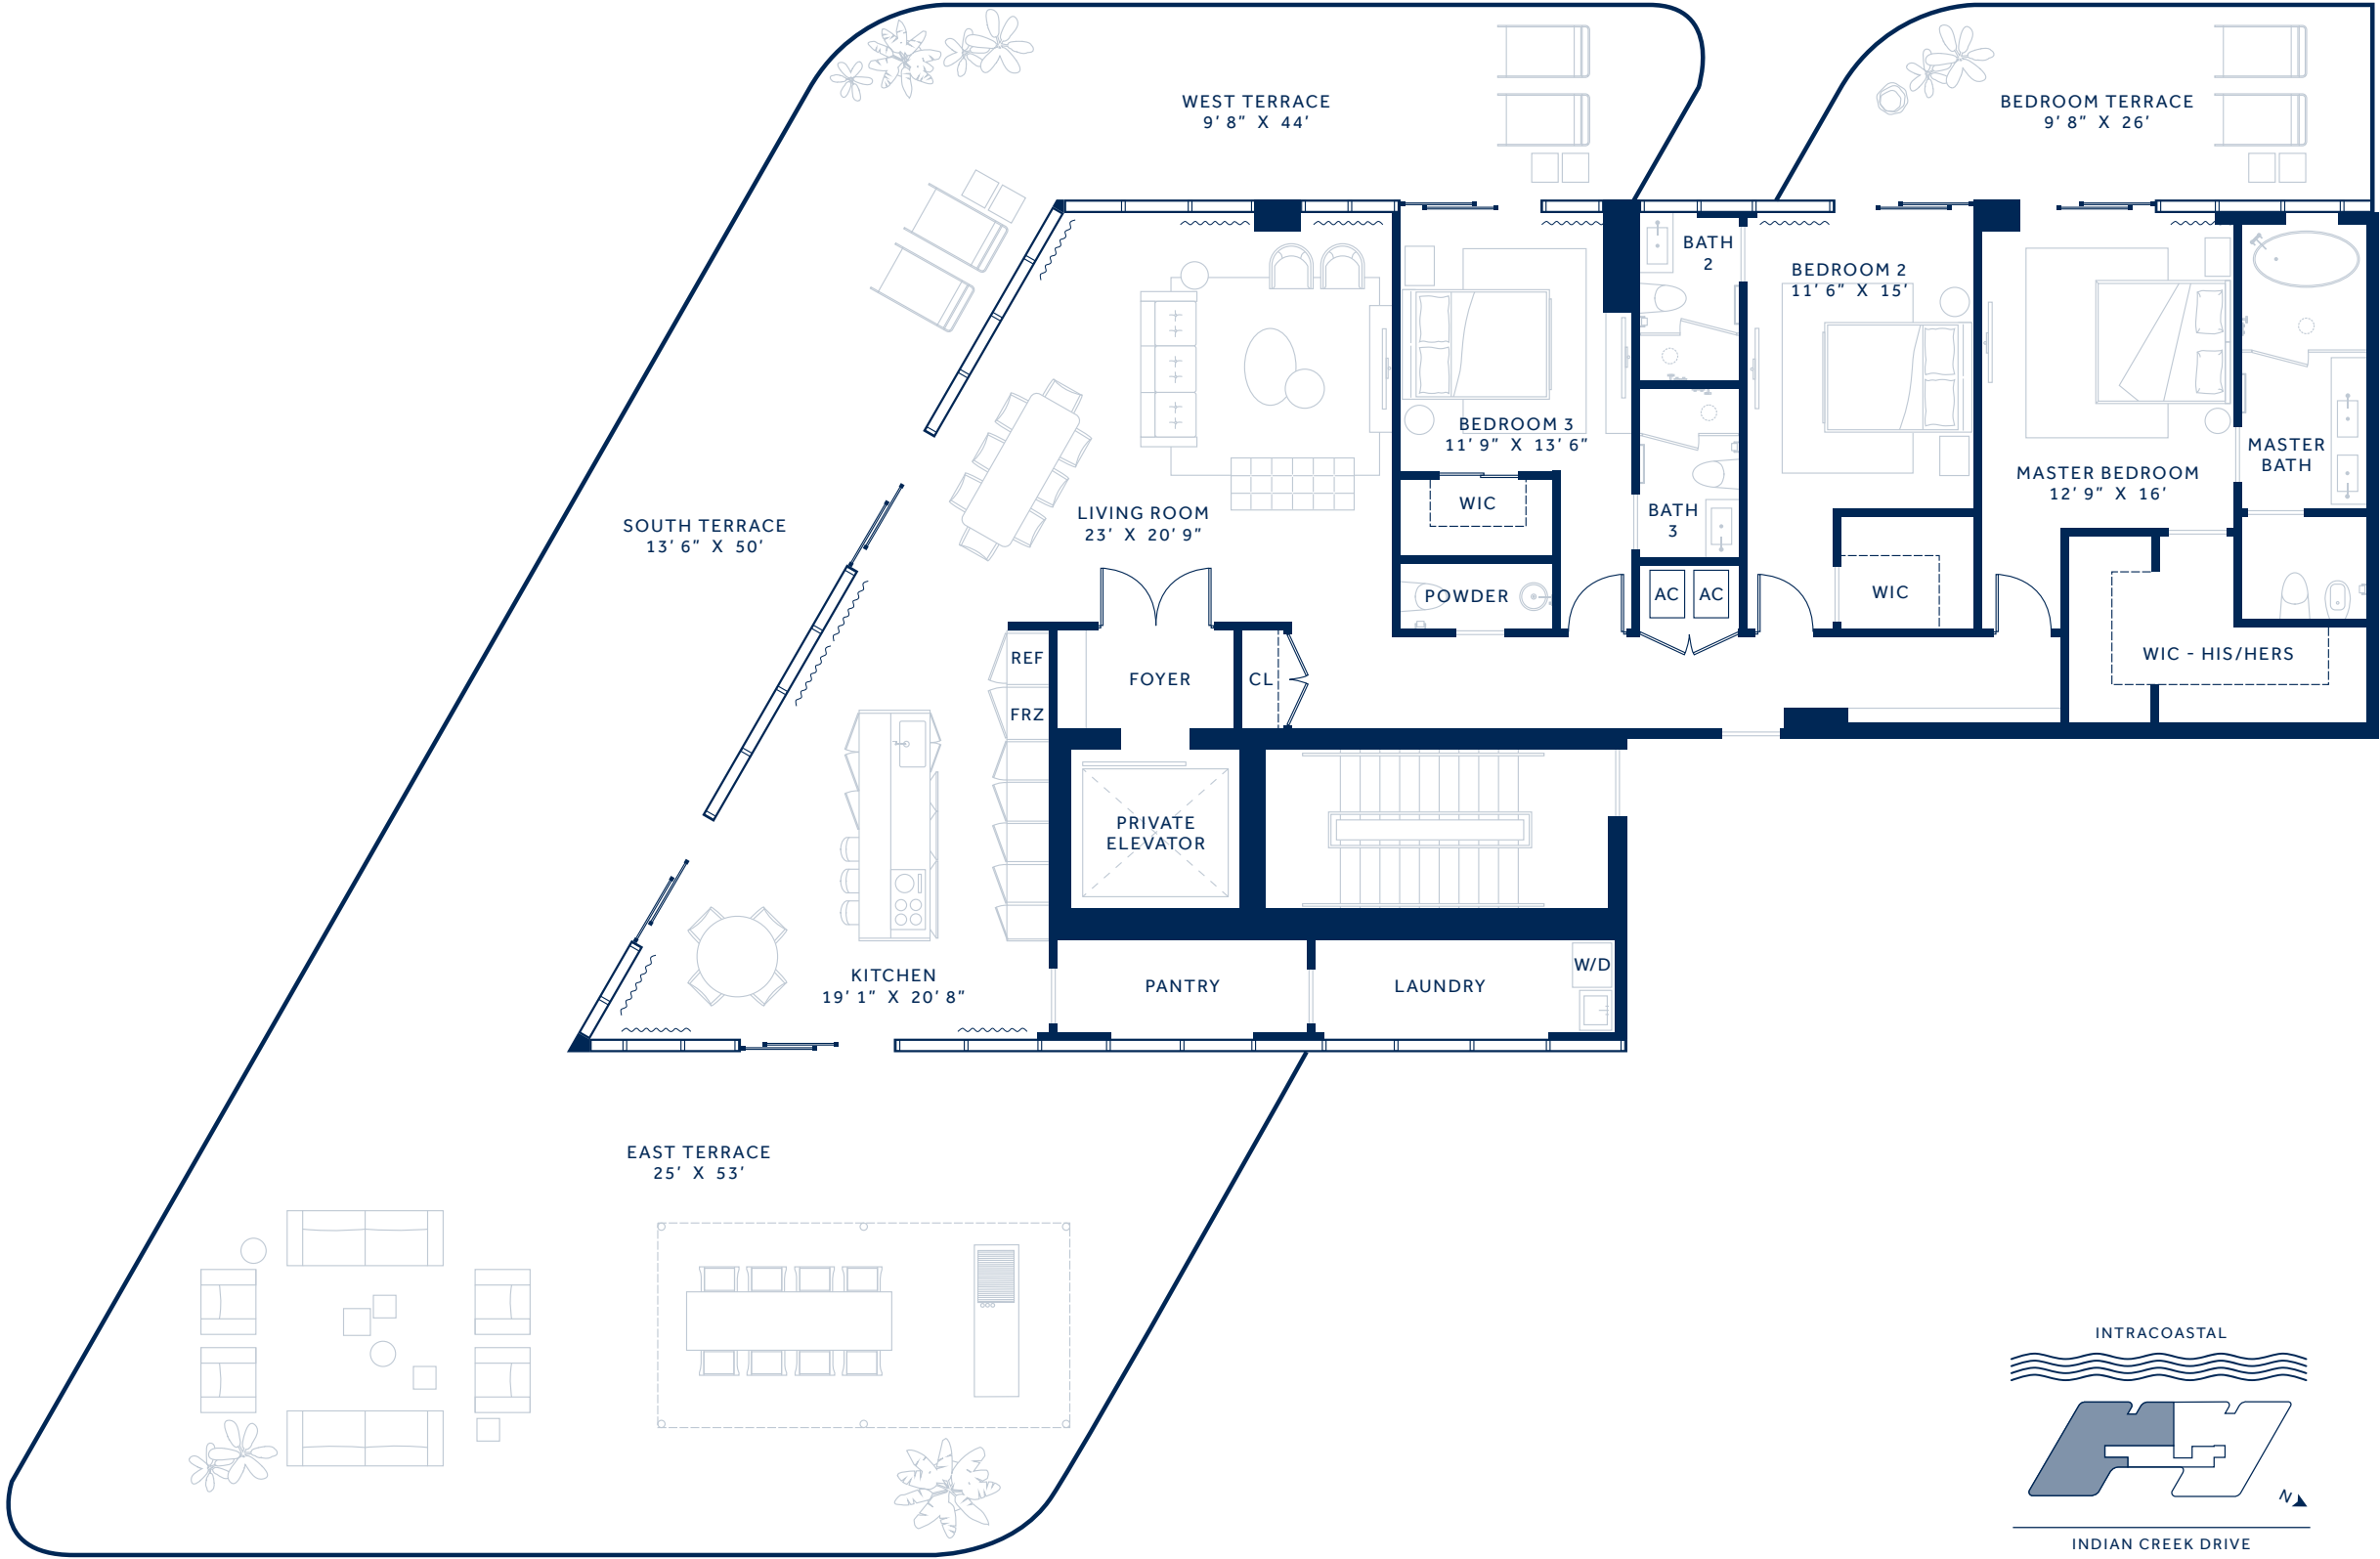 WEST TERRACE
9' 8" X 44'
BEDROOM TERRACE
9' 8" X 26'
BATH
2
BEDROOM 2
11' 6" X 15'
BEDROOM 3
11' 9" X 13' 6"
MASTER
BATH
MASTER BEDROOM
12' 9" X 16'
WIC
BATH
3
LIVING ROOM
23' X 20' 9"
SOUTH TERRACE
13' 6" X 50'
POWDER
AC
AC
WIC
REF
FOYER
CL
WIC - HIS/HERS
FRZ
PRIVATE
ELEVATOR
KITCHEN
19' 1" X 20' 8"
PANTRY
LAUNDRY
W/D
EAST TERRACE
25' X 53'
INTRACOASTAL
N
INDIAN CREEK DRIVE